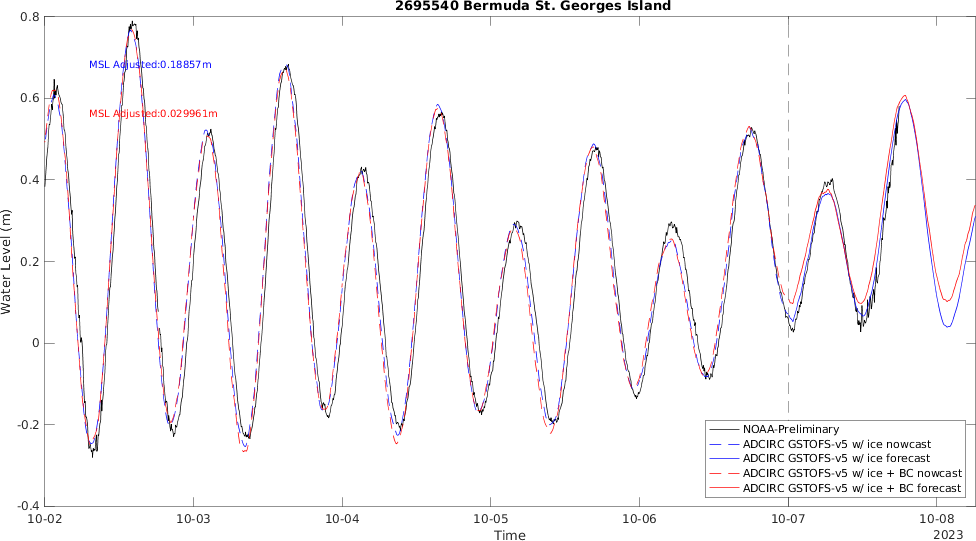 2695540 Bermuda St. Georges Island
MSL Adjusted:0.18857m
MSL Adjusted:0.029961m
Water Level (m)
0.8
0.6
0.4
0.2
0
-0.2
-0.4
10-02
10-03
10-04
10-05
10-06
10-07
10-08
Time
2023
NOAA-Preliminary
ADCIRC GSTOFS-v5 w/ ice nowcast
ADCIRC GSTOFS-v5 w/ ice forecast
ADCIRC GSTOFS-v5 w/ ice + BC nowcast
ADCIRC GSTOFS-v5 w/ ice + BC forecast